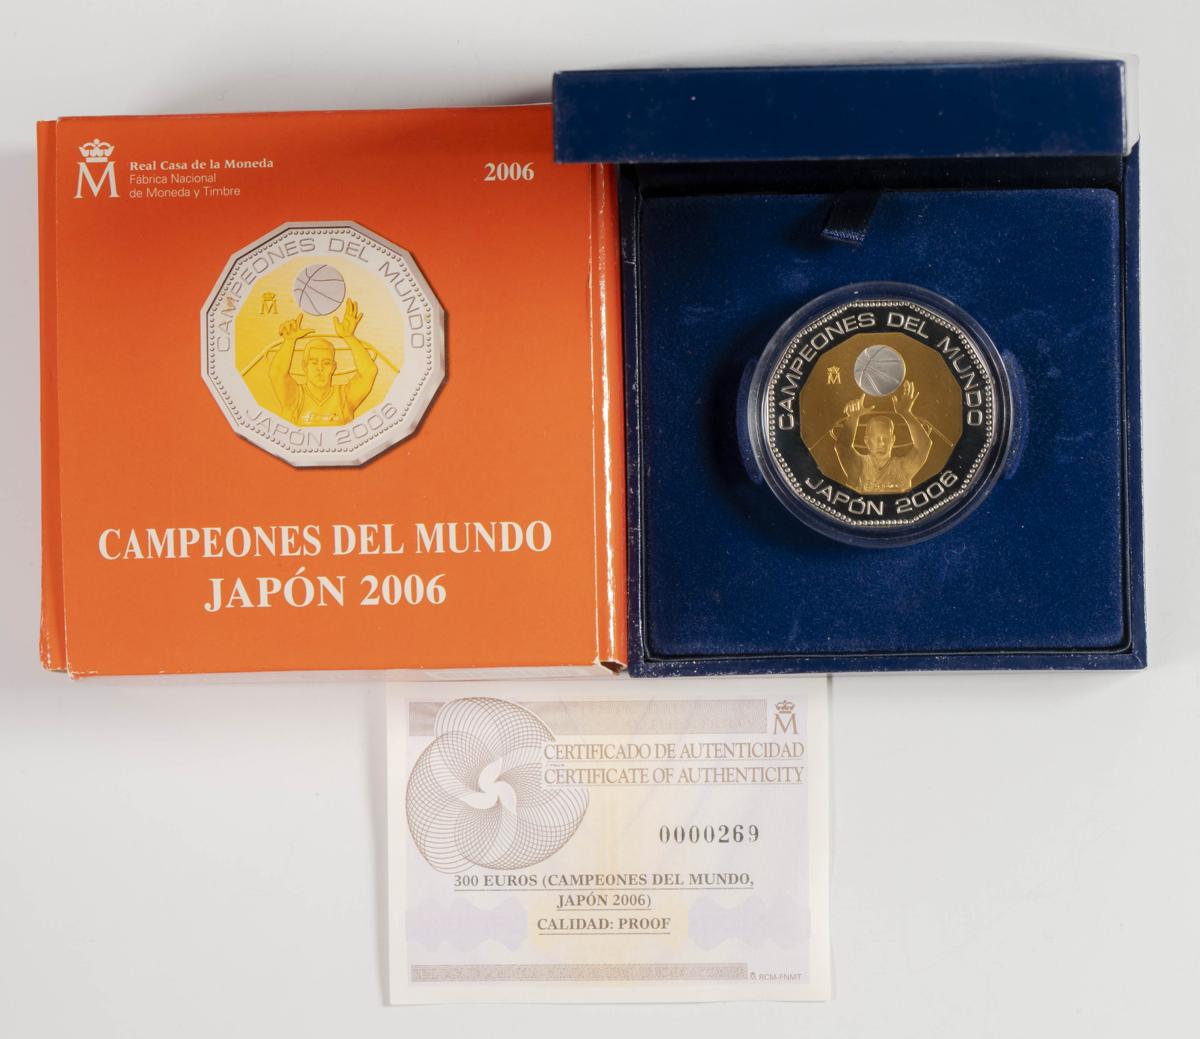 M
Real Casa de la Moneda
Fábrica Nacional
de Moneda y Timbre
2006
CAMPEONES DEL MUNDO
M
JAPÓN 2006
CAMPEONES DEL MUNDO
JAPÓN 2006
CAMPEONES DEL MUNDO
M
JAPÓN 2006
M
CERTIFICADO DE AUTENTICIDAD
CERTIFICATE OF AUTHENTICITY
0000269
300 EUROS (CAMPEONES DEL MUNDO,
JAPÓN 2006)
CALIDAD: PROOF
RCM-FNMT